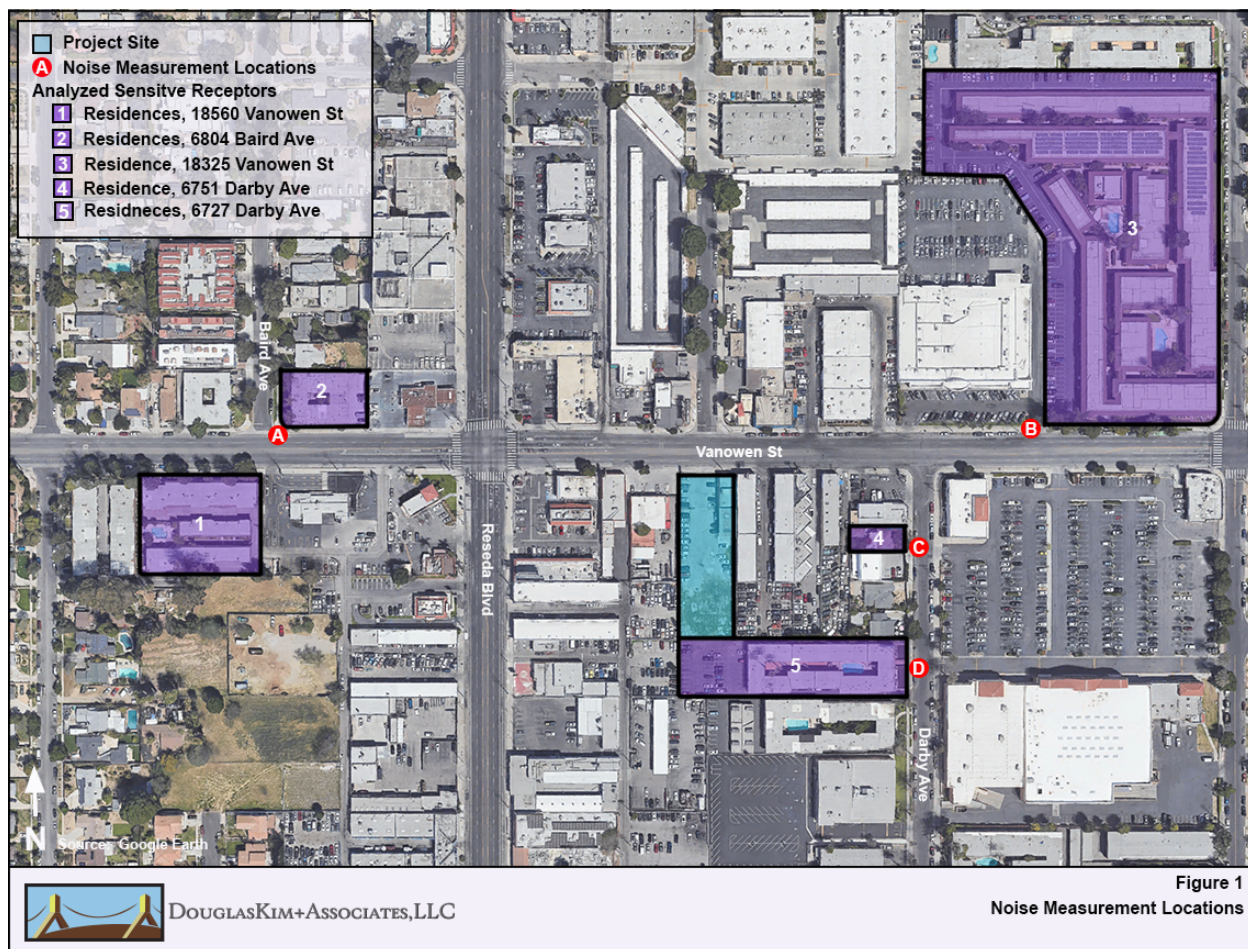 Project Site
A Noise Measurement Locations
Analyzed Sensitve Receptors
1 Residences, 18560 Vanowen St
2 Residences, 6804 Baird Ave
3 Residence, 18325 Vanowen St
4 Residence, 6751 Darby Ave
5 Residneces, 6727 Darby Ave
3
Baird Ave
2
A
B
Vanowen St
1
Reseda Blvd
4
C
5
D
Darby Ave
N
Source: Google Earth
DOUGLASKIM+ASSOCIATES, LLC
Figure 1
Noise Measurement Locations